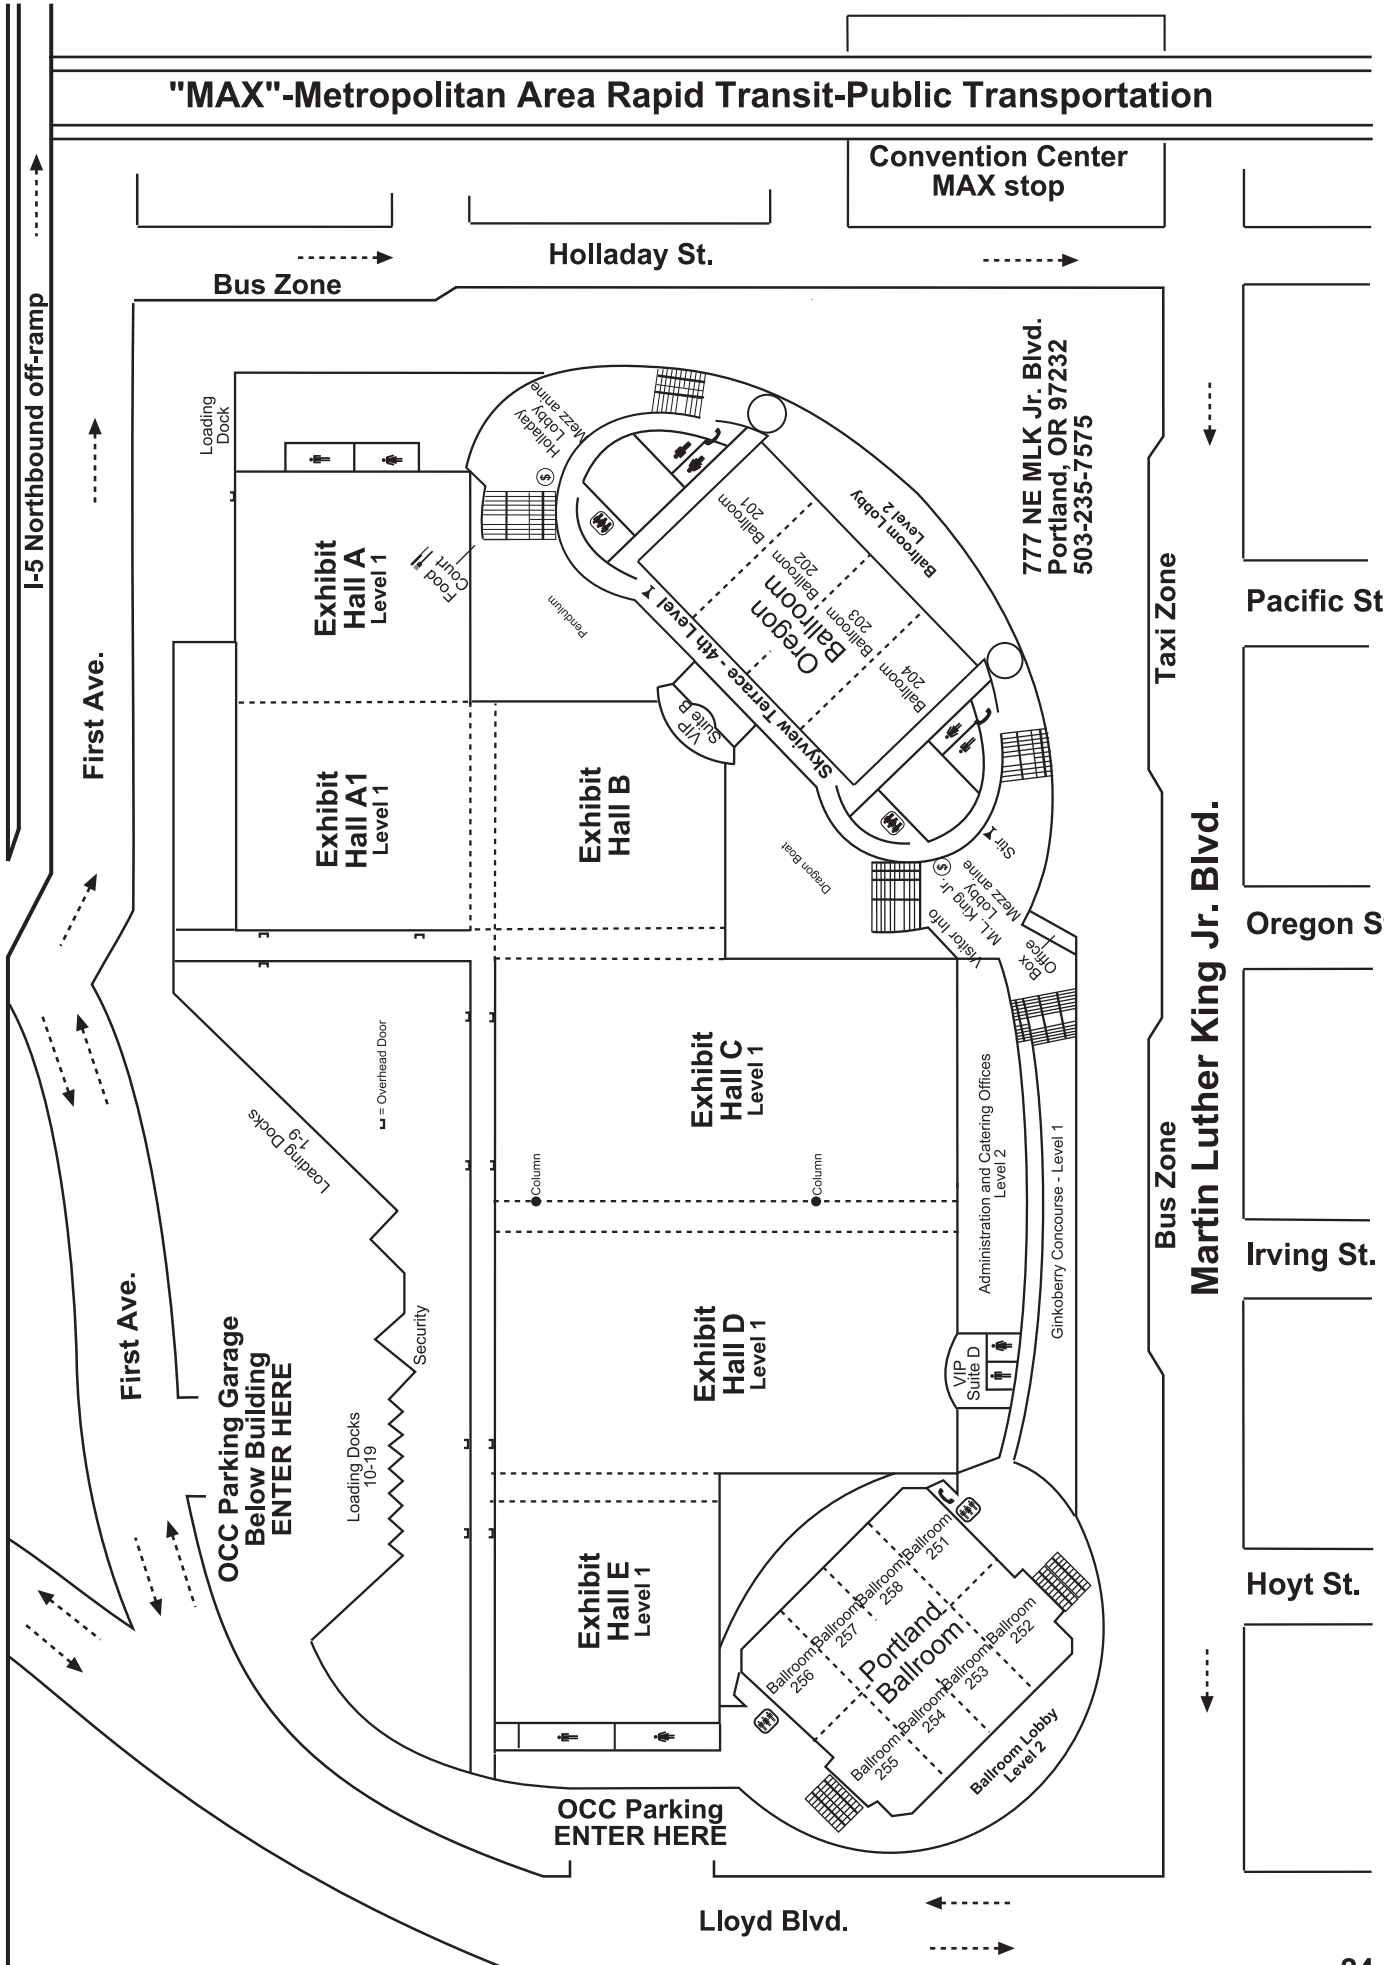 "MAX"-Metropolitan Area Rapid Transit-Public Transportation
Convention Center
MAX stop
Holladay St.
Bus Zone
I-5 Northbound off-ramp
First Ave.
777 NE MLK Jr. Blvd.
Portland, OR 97232
503-235-7575
Loading
Dock
Holladay
Lobby
Mezz anine
$
Food
Court
Exhibit
Hall A
Level 1
Pendulum
Ballroom Lobby
Level 2
Ballroom
201
Ballroom
202
Oregon
Ballroom
Ballroom
203
Ballroom
204
Skyview Terrace - 4th Level
VIP
Suite B
Taxi Zone
Pacific St
Exhibit
Hall A1
Level 1
Exhibit
Hall B
Dragon Boat
Stir
$
M.L. King Jr.
Lobby
Mezz anine
Visitor Info
Box
Office
Martin Luther King Jr. Blvd.
Oregon S
= Overhead Door
Loading Docks
1-9
Exhibit
Hall C
Level 1
Column
Column
Administration and Catering Offices
Level 2
Ginkoberry Concourse - Level 1
Bus Zone
Irving St.
First Ave.
OCC Parking Garage
Below Building
ENTER HERE
Security
Loading Docks
10-19
Exhibit
Hall D
Level 1
VIP
Suite D
Exhibit
Hall E
Level 1
Ballroom
251
Ballroom
258
Ballroom
257
Ballroom
256
Portland
Ballroom
Ballroom
252
Ballroom
253
Ballroom
254
Ballroom
255
Ballroom Lobby
Level 2
Hoyt St.
OCC Parking
ENTER HERE
Lloyd Blvd.